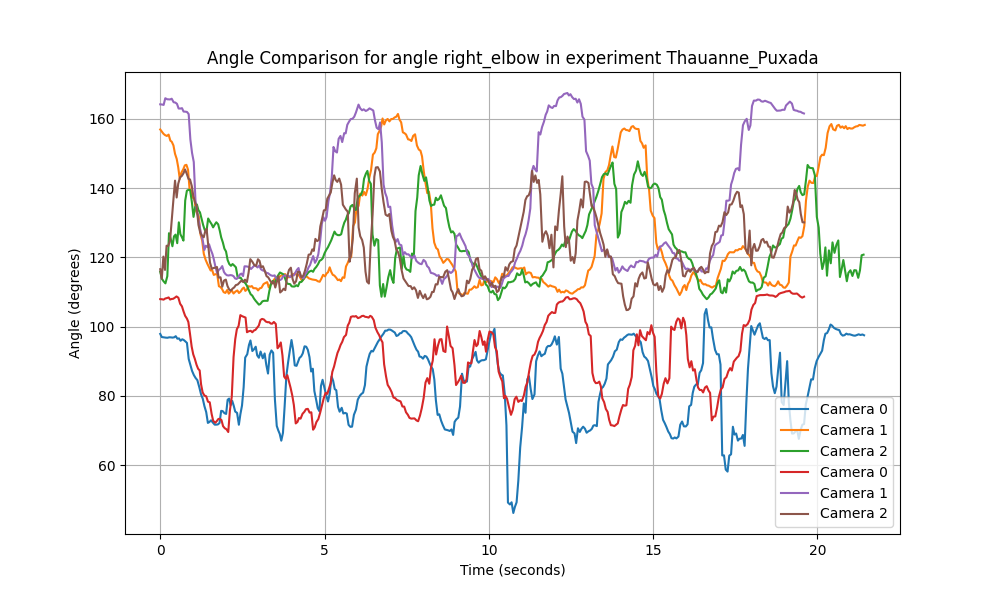 Angle Comparison for angle right_elbow in experiment Thauanne_Puxada
Angle (degrees)
160
140
120
100
80
60
0 5 10 15 20
Time (seconds)
Camera 0
Camera 1
Camera 2
Camera 0
Camera 1
Camera 2